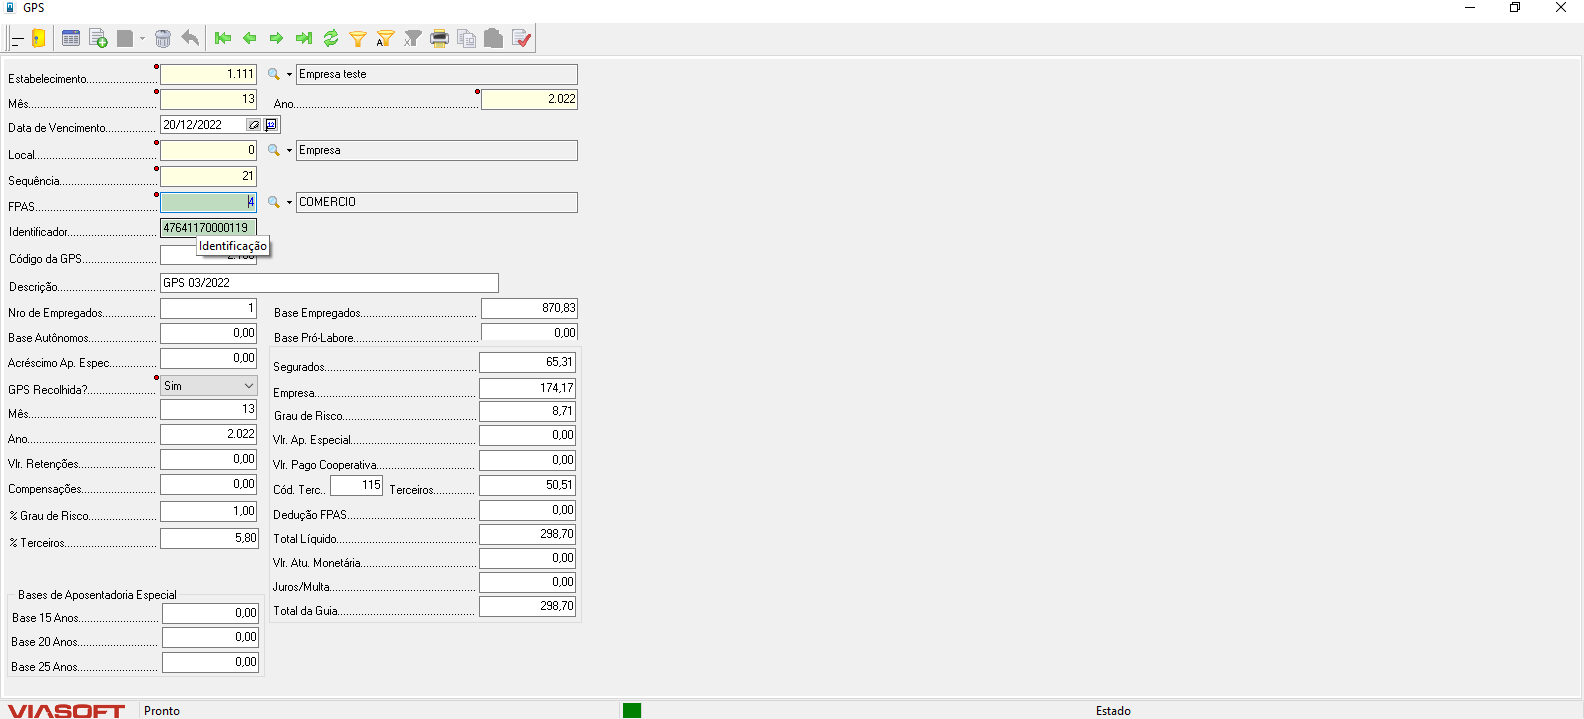 GPS
Estabelecimento 1.111 Empresa teste
Mês 13 Ano 2.022
Data de Vencimento 20/12/2022
Local 0 Empresa
Sequência 21
FPAS 4 COMERCIO
Identificador 47641170000119
Identificação
Código da GPS
Descrição GPS 03/2022
Nro de Empregados 1 Base Empregados 870,83
Base Autônomos 0,00 Base Pró-Labore 0,00
Acréscimo Ap. Espec. 0,00 Segurados 65,31
GPS Recolhida? Sim Empresa 174,17
Mês 13 Grau de Risco 8,71
Ano 2.022 Vlr. Ap. Especial 0,00
Vlr. Retenções 0,00 Vlr. Pago Cooperativa 0,00
Compensações 0,00 Cód. Terc. 115 Terceiros 50,51
% Grau de Risco 1,00 Dedução FPAS 0,00
% Terceiros 5,80 Total Líquido 298,70
Vlr. Atu. Monetária 0,00
Juros/Multa 0,00
Total da Guia 298,70
Bases de Aposentadoria Especial
Base 15 Anos 0,00
Base 20 Anos 0,00
Base 25 Anos 0,00
VIASOFT Pronto Estado